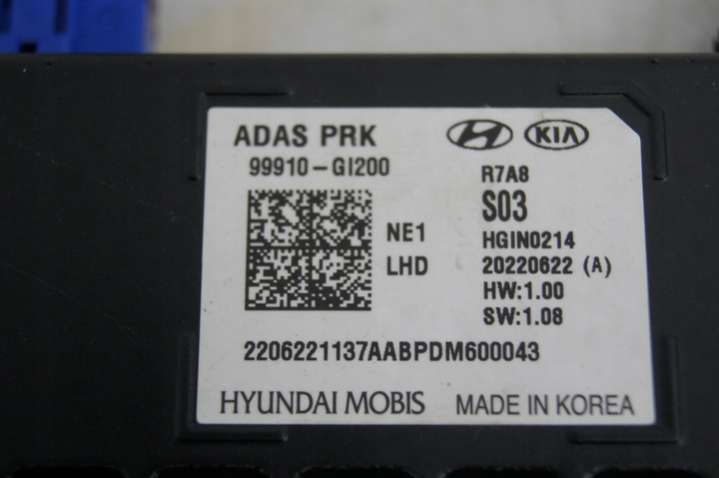 ADAS PRK KIA
99910-GI200 R7A8
S03
NE1 HGIN0214
LHD 20220622 (A)
HW:1.00
SW:1.08
2206221137AABPDM600043
HYUNDAI MOBIS MADE IN KOREA